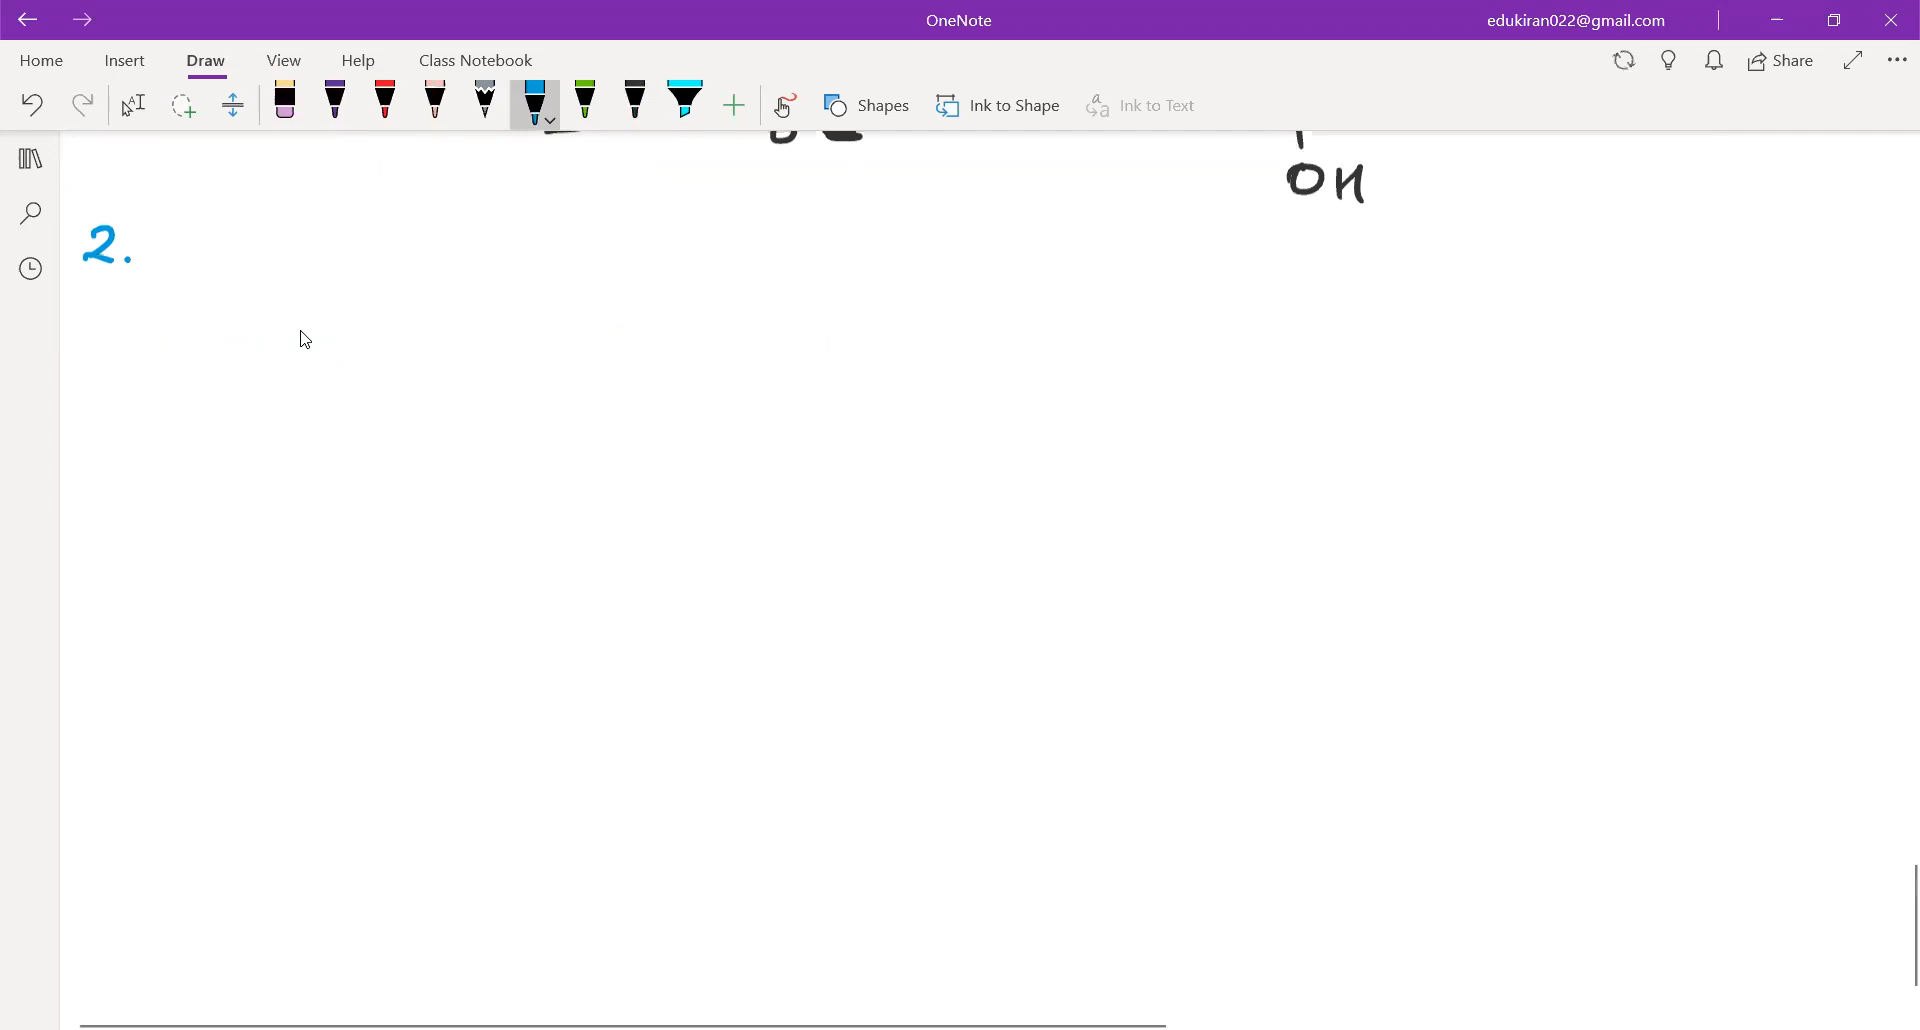 OneNote
edukiran022@gmail.com
Home Insert Draw View Help Class Notebook Share
Shapes Ink to Shape Ink to Text
OH
2.